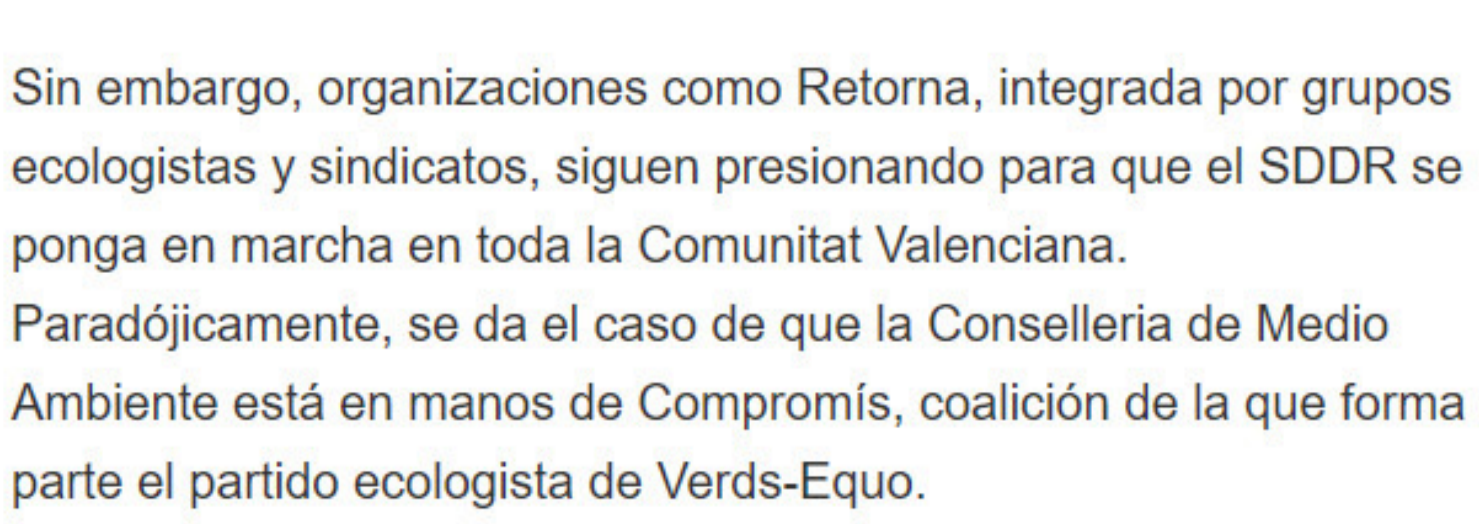 Sin embargo, organizaciones como Retorna, integrada por grupos
ecologistas y sindicatos, siguen presionando para que el SDDR se
ponga en marcha en toda la Comunitat Valenciana.
Paradójicamente, se da el caso de que la Conselleria de Medio
Ambiente está en manos de Compromís, coalición de la que forma
parte el partido ecologista de Verds-Equo.